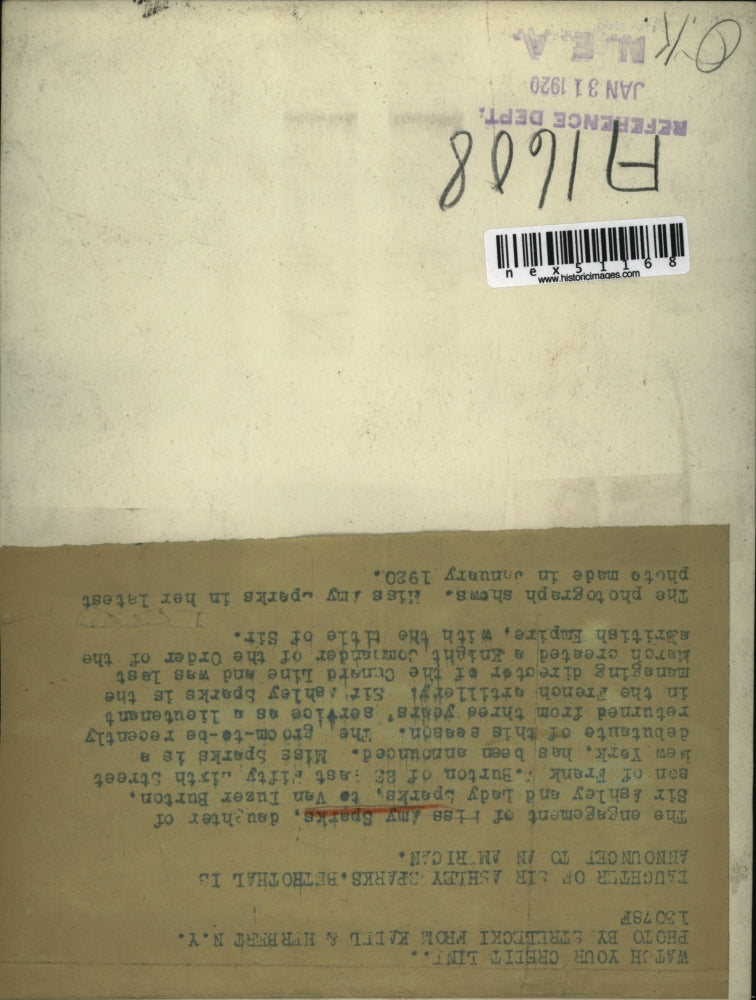 WATCH YOUR CREDIT LINE..
PHOTO BY STRELECKI FROM KADEL & HERBERT N.Y.
13078F
DAUGHTER OF SIR ASHLEY SPARKS.BETROTHAL IS
ANNOUNCED TO AN AMERICAN.
The engagement of Miss Amy Sparks, daughter of
Sir Ashley and Lady Sparks, to Van Luzer Burton,
son of Frank V.Burton of 22 East Fifty Sixth Street
New York, has been announced. Miss Sparks is a
debutante of this season. The groom-to-be recently
returned from three years' service as a lieutenant
in the French artillery. Sir Ashley Sparks is the
managing director of the Cunard Line and was last
March created a Knight Commander of the Order of the
British Empire, with the title of Sir.
The photograph shows. Miss Amy Sparks in her latest
photo made in January 1920.
nex51168
www.historicimages.com
A1608
REFERENCE DEPT.
JAN 31 1920
N. E. A.
OK